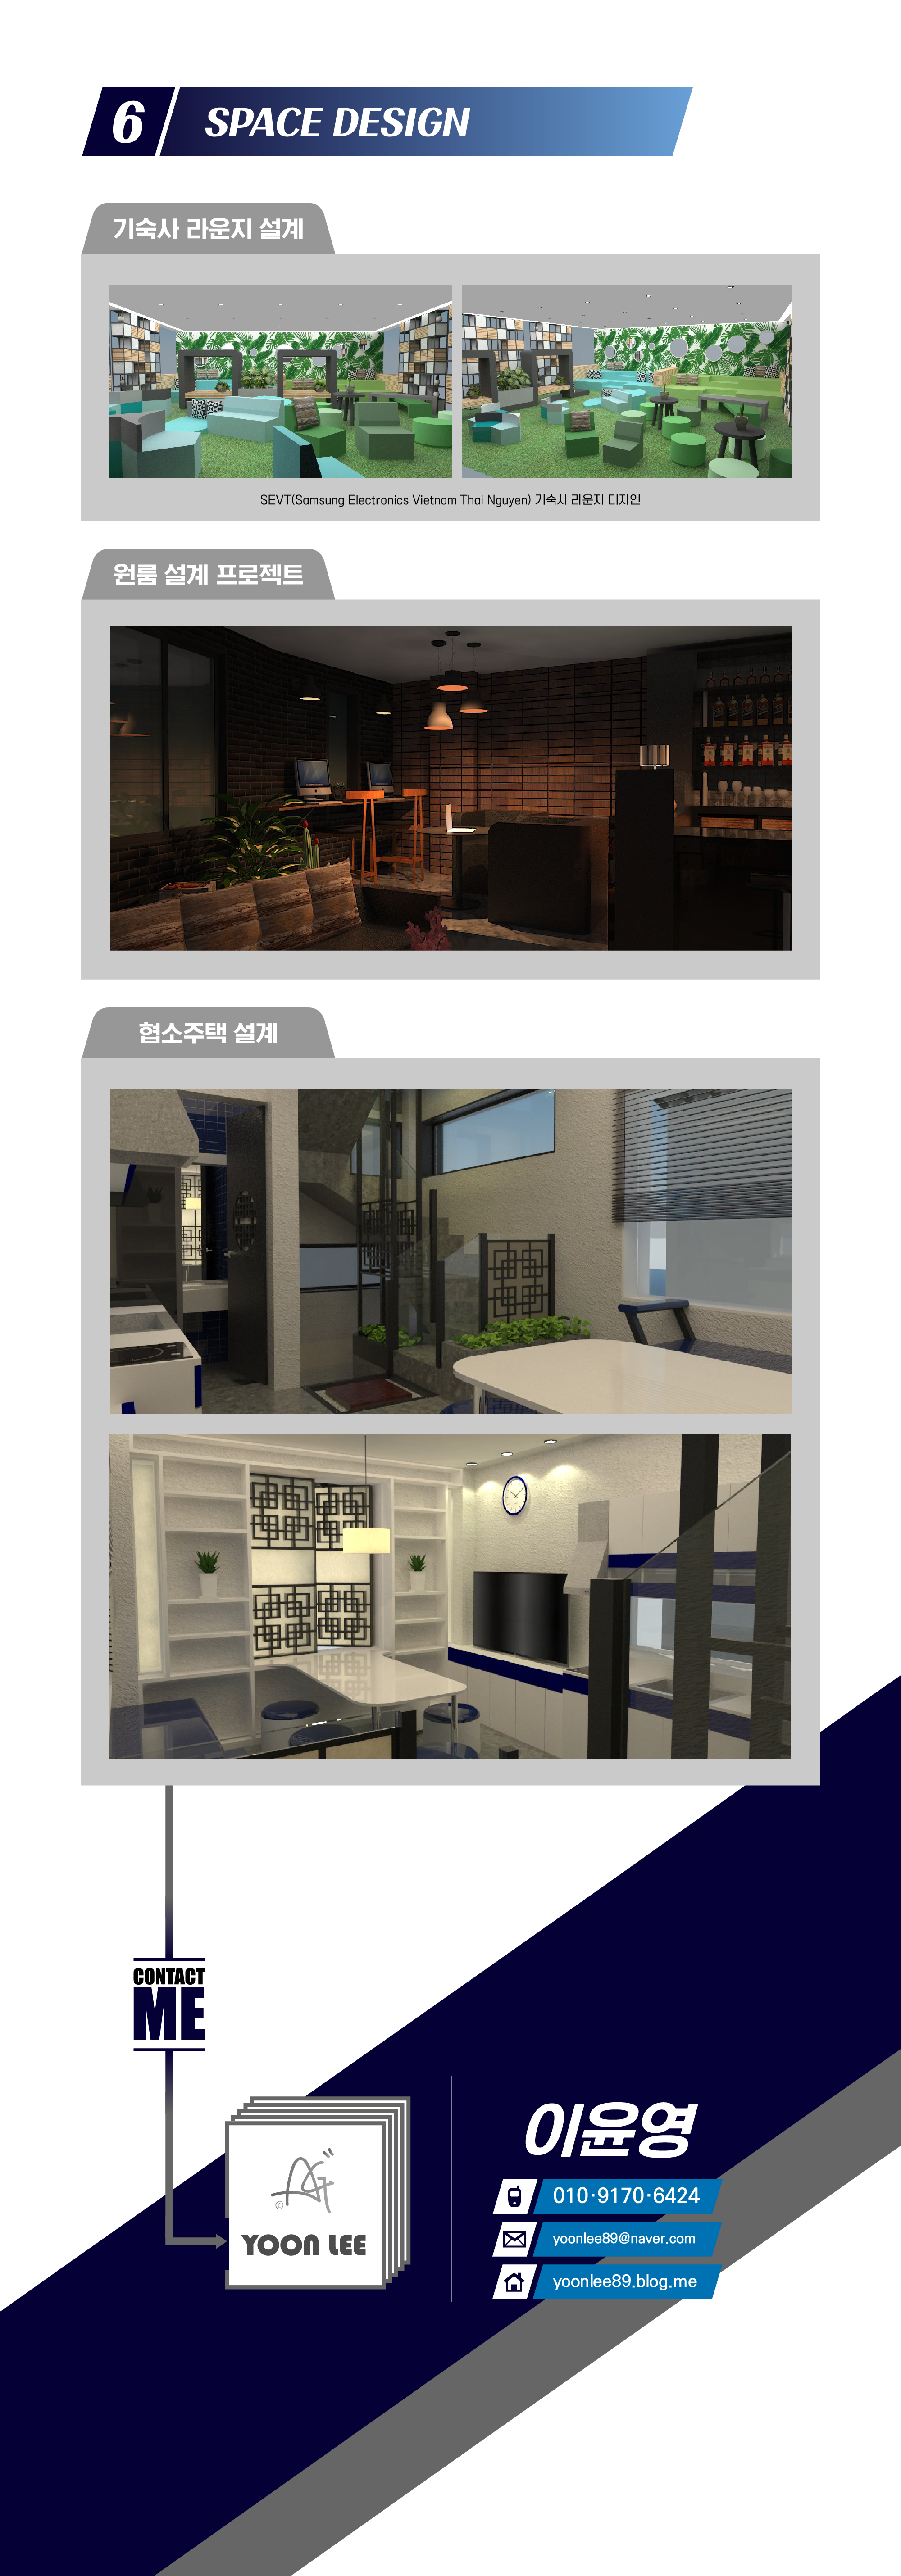 6 SPACE DESIGN
기숙사 라운지 설계
SEVT(Samsung Electronics Vietnam Thai Nguyen) 기숙사 라운지 디자인
원룸 설계 프로젝트
협소주택 설계
CONTACT
ME
©
YOON LEE
이윤영
010·9170·6424
yoonlee89@naver.com
yoonlee89.blog.me